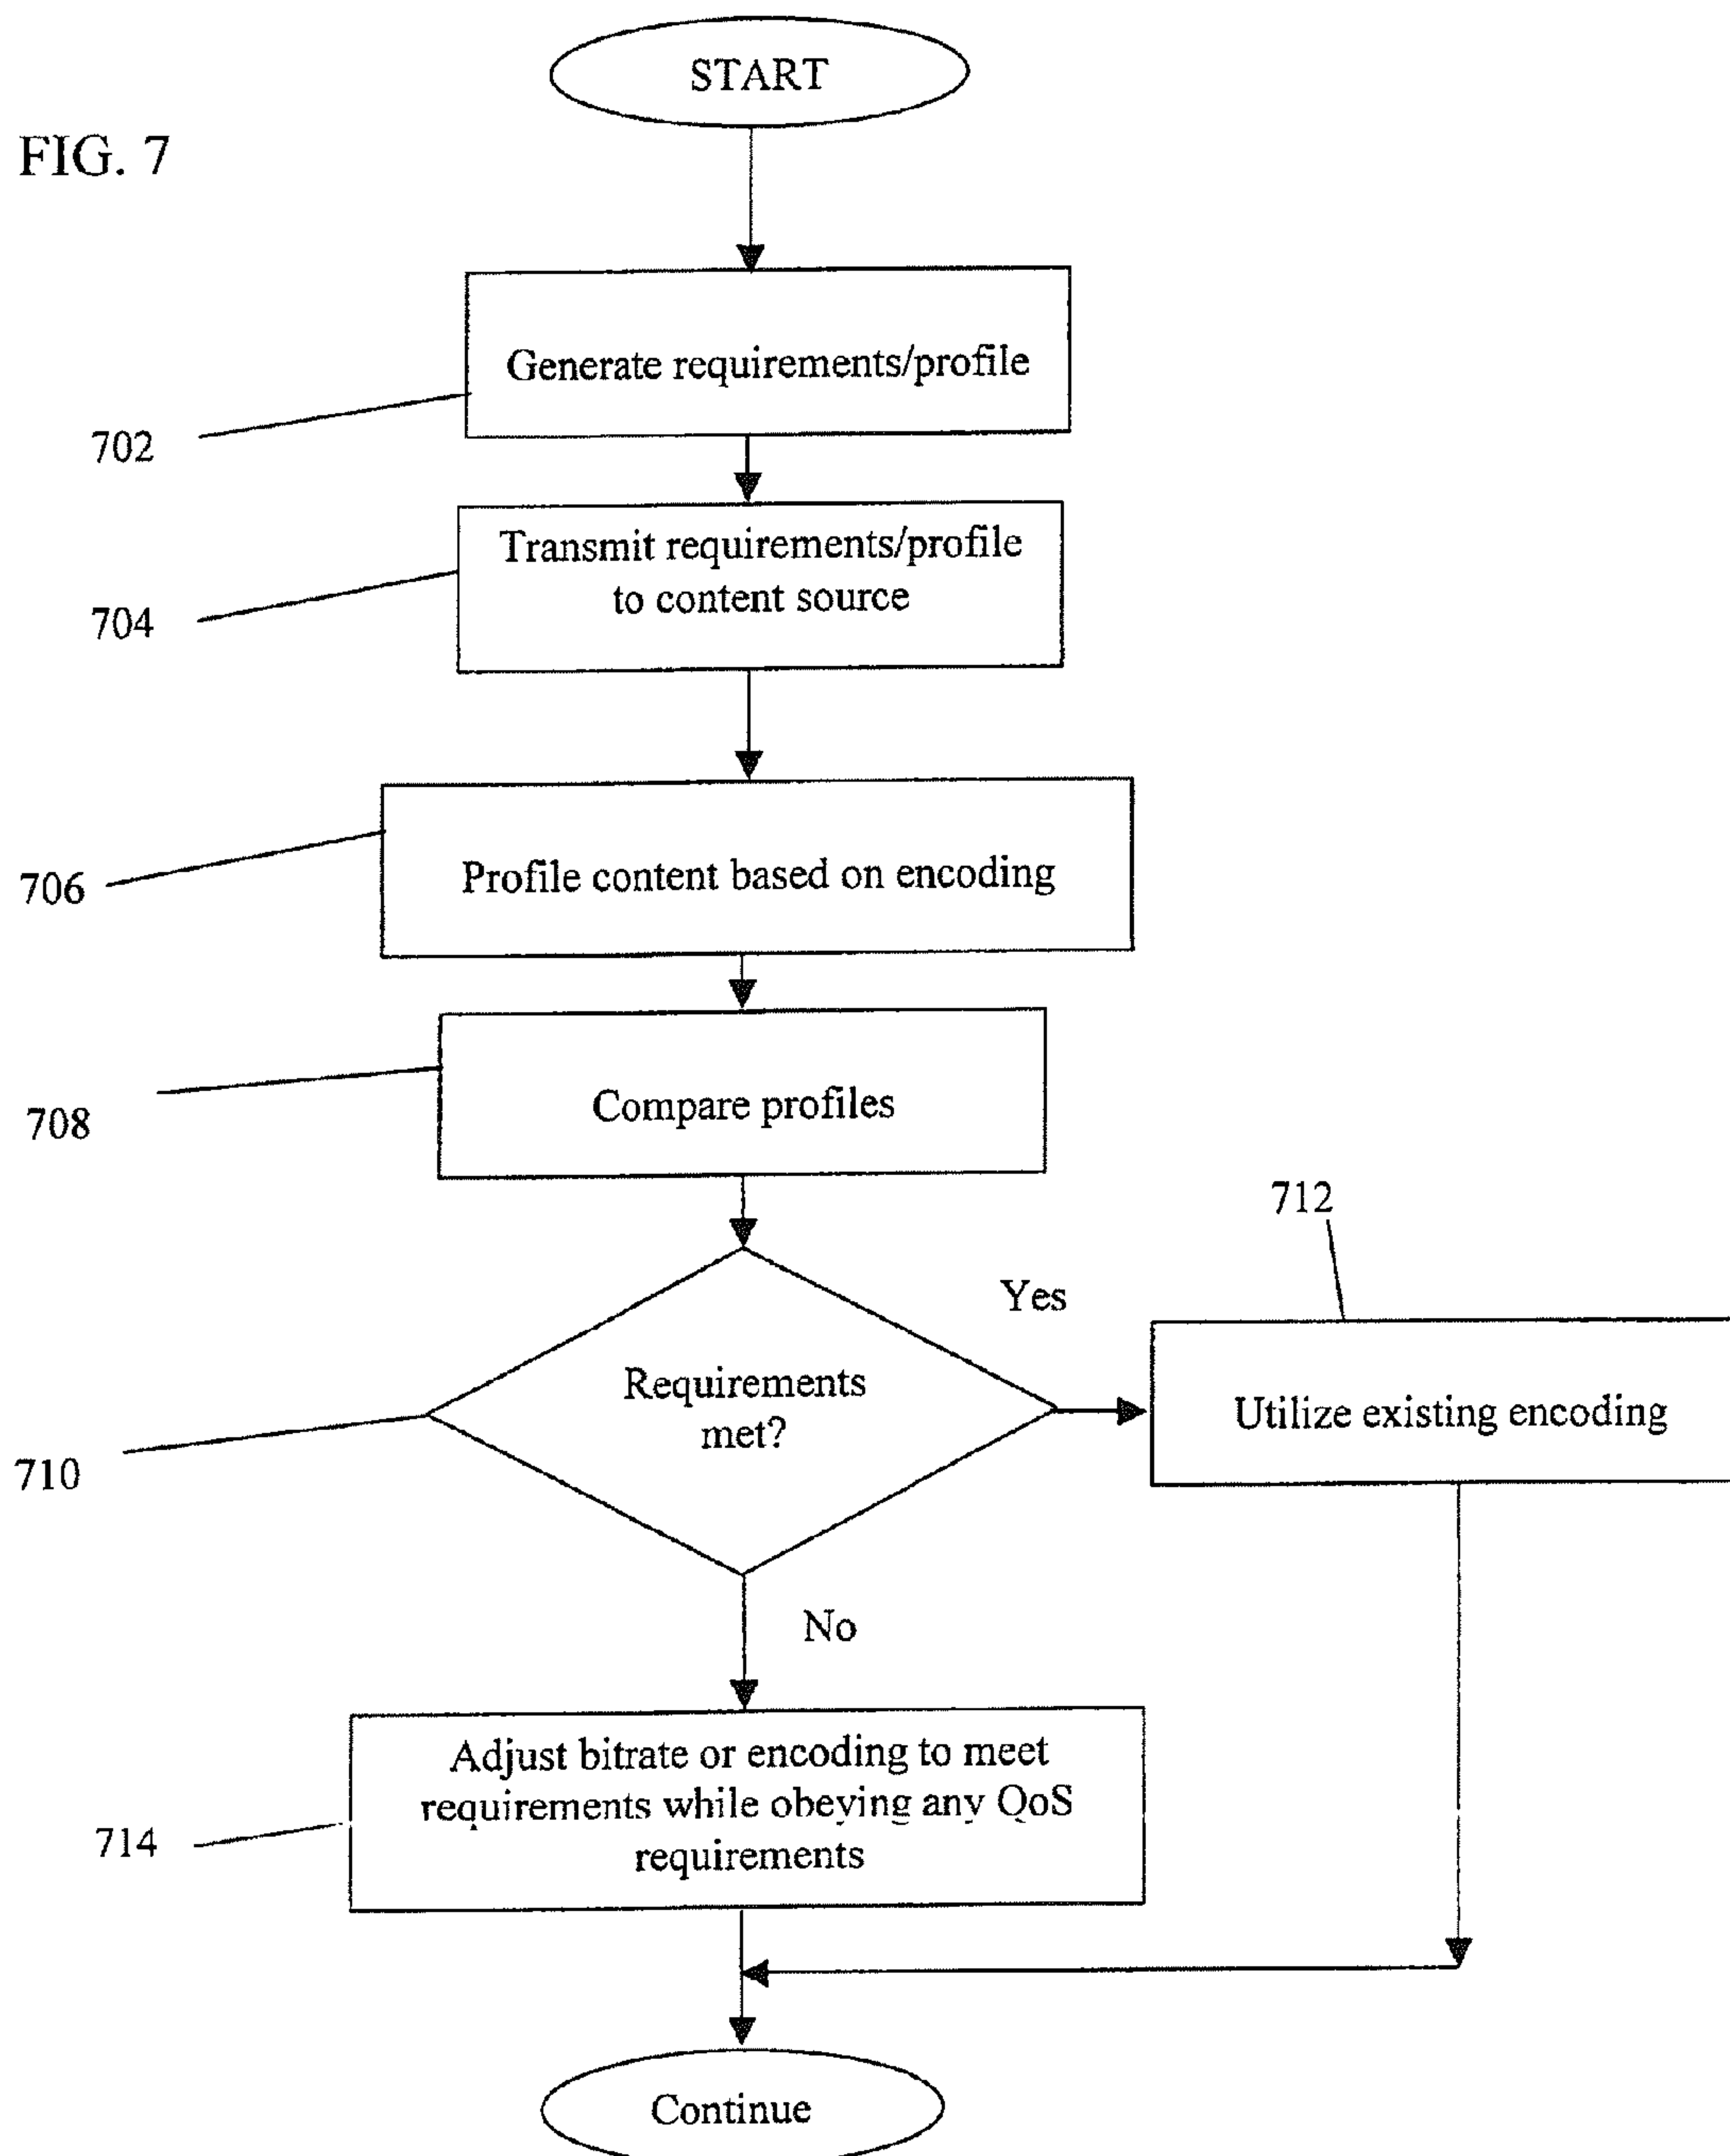 START
FIG. 7
Generate requirements/profile
702
Transmit requirements/profile
to content source
704
Profile content based on encoding
706
Compare profiles
708
712
Yes
Requirements
met?
Utilize existing encoding
710
No
Adjust bitrate or encoding to meet
requirements while obeying any QoS
requirements
714
Continue